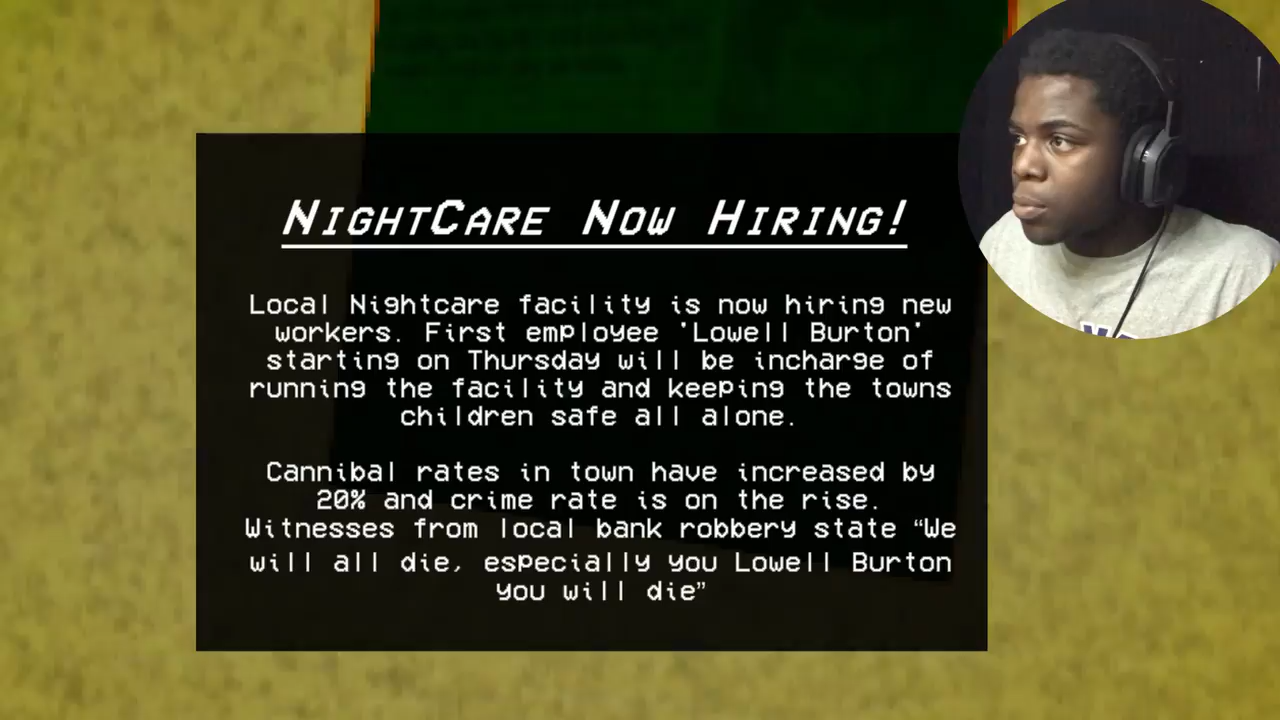 NightCare Now Hiring!
Local Nightcare facility is now hiring new
workers. First employee 'Lowell Burton'
starting on Thursday will be incharge of
running the facility and keeping the towns
children safe all alone.
Cannibal rates in town have increased by
20% and crime rate is on the rise.
Witnesses from local bank robbery state “We
will all die, especially you Lowell Burton
you will die”